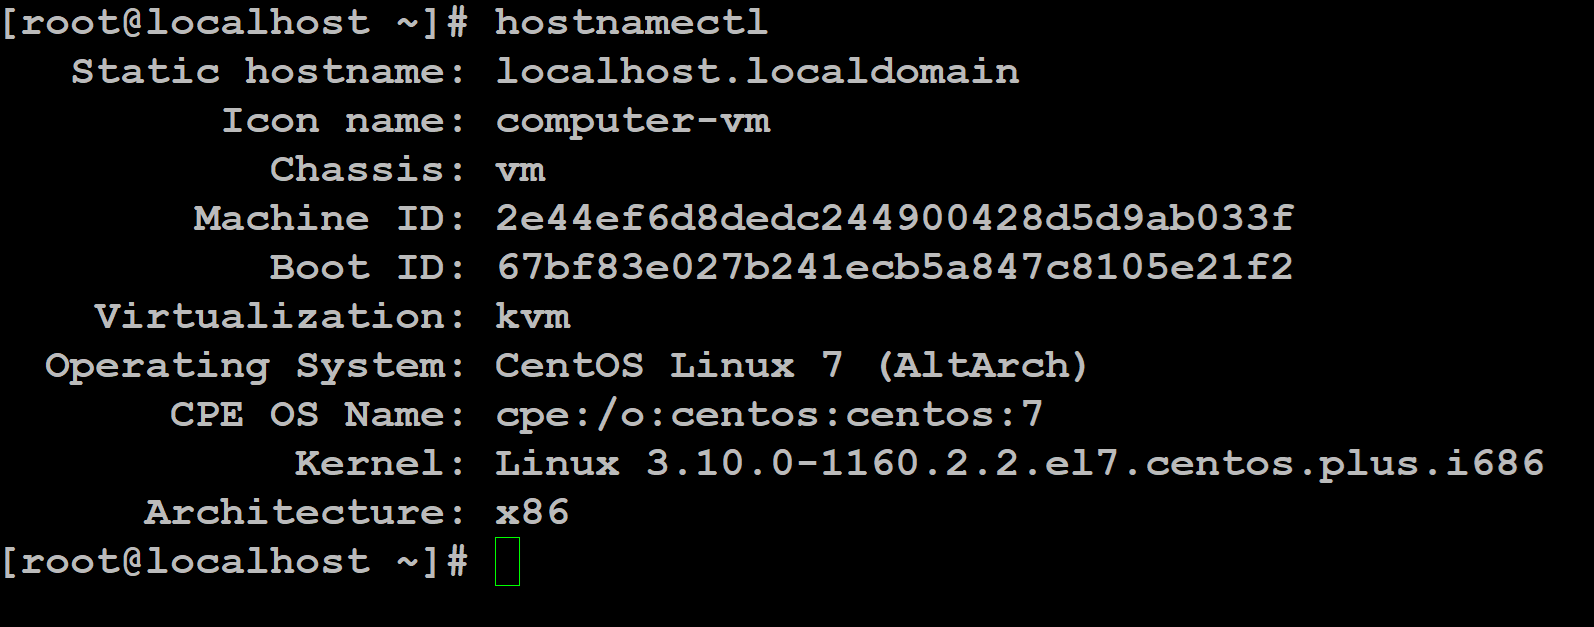 [root@localhost ~]# hostnamectl
Static hostname: localhost.localdomain
Icon name: computer-vm
Chassis: vm
Machine ID: 2e44ef6d8dedc244900428d5d9ab033f
Boot ID: 67bf83e027b241ecb5a847c8105e21f2
Virtualization: kvm
Operating System: CentOS Linux 7 (AltArch)
CPE OS Name: cpe:/o:centos:centos:7
Kernel: Linux 3.10.0-1160.2.2.el7.centos.plus.i686
Architecture: x86
[root@localhost ~]#